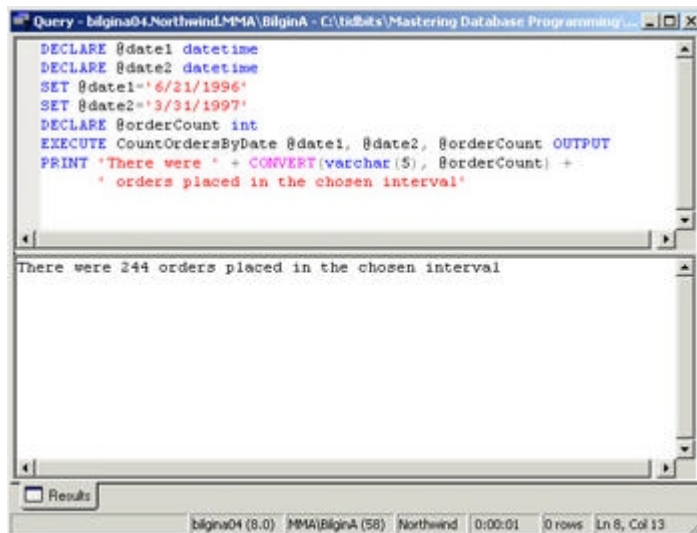 Query - bilgina04.Northwind.MMA\BilginA - C:\tidbits\Mastering Database Programming\...
DECLARE @date1 datetime
DECLARE @date2 datetime
SET @date1='6/21/1996'
SET @date2='3/31/1997'
DECLARE @orderCount int
EXECUTE CountOrdersByDate @date1, @date2, @orderCount OUTPUT
PRINT 'There were ' + CONVERT(varchar(5), @orderCount) +
' orders placed in the chosen interval'
There were 244 orders placed in the chosen interval
Results
bilgina04 (8.0) MMA\BilginA (58) Northwind 0:00:01 0 rows Ln 8, Col 13